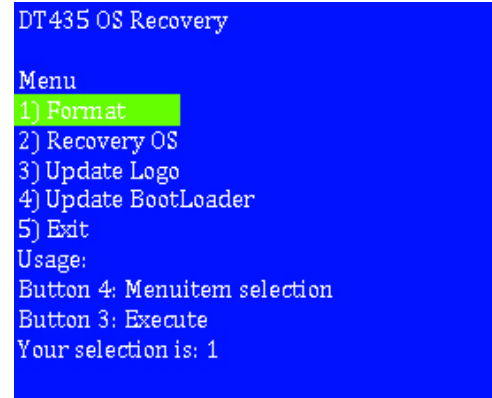 DT435 OS Recovery
Menu
1) Format
2) Recovery OS
3) Update Logo
4) Update BootLoader
5) Exit
Usage:
Button 4: Menuitem selection
Button 3: Execute
Your selection is: 1